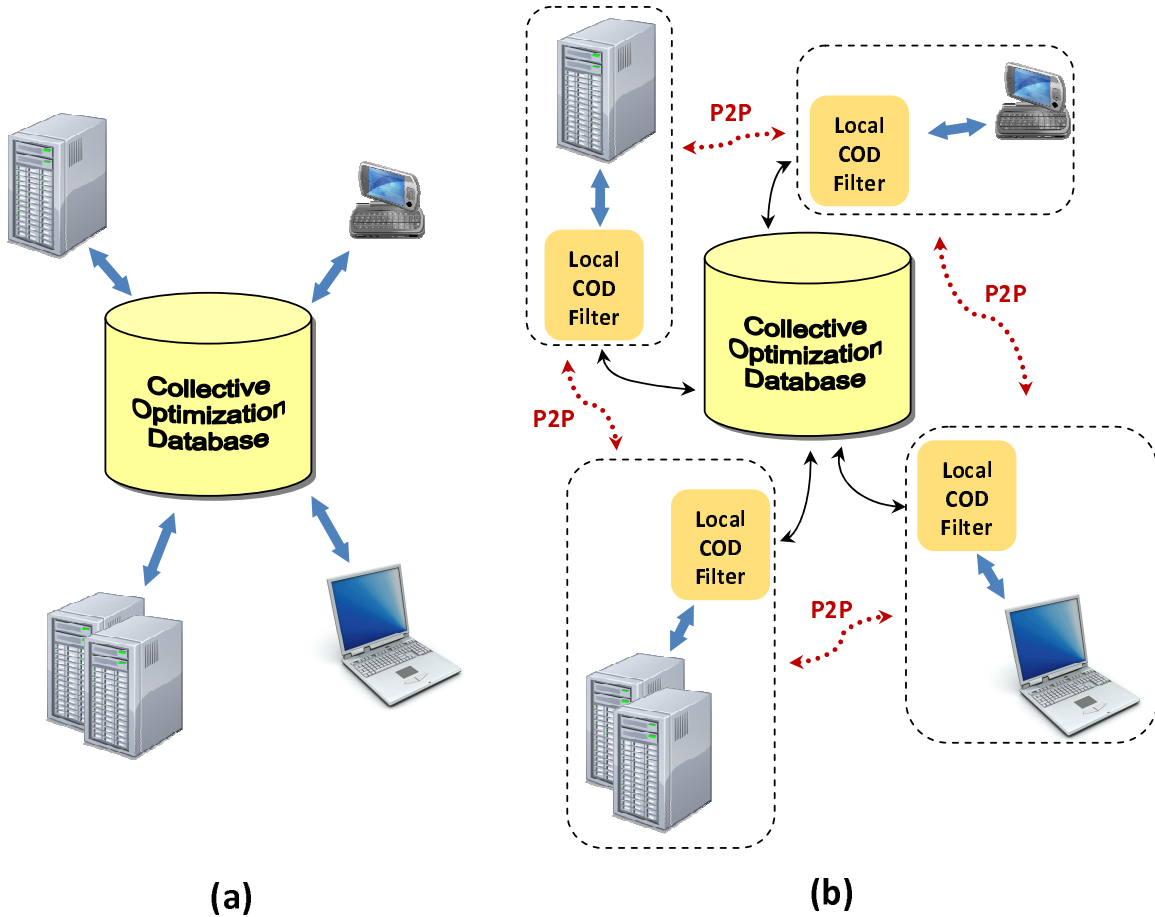 Collective
Optimization
Database
(a)
P2P
Local
COD
Filter
Local
COD
Filter
P2P
Collective
Optimization
Database
P2P
Local
COD
Filter
Local
COD
Filter
P2P
(b)